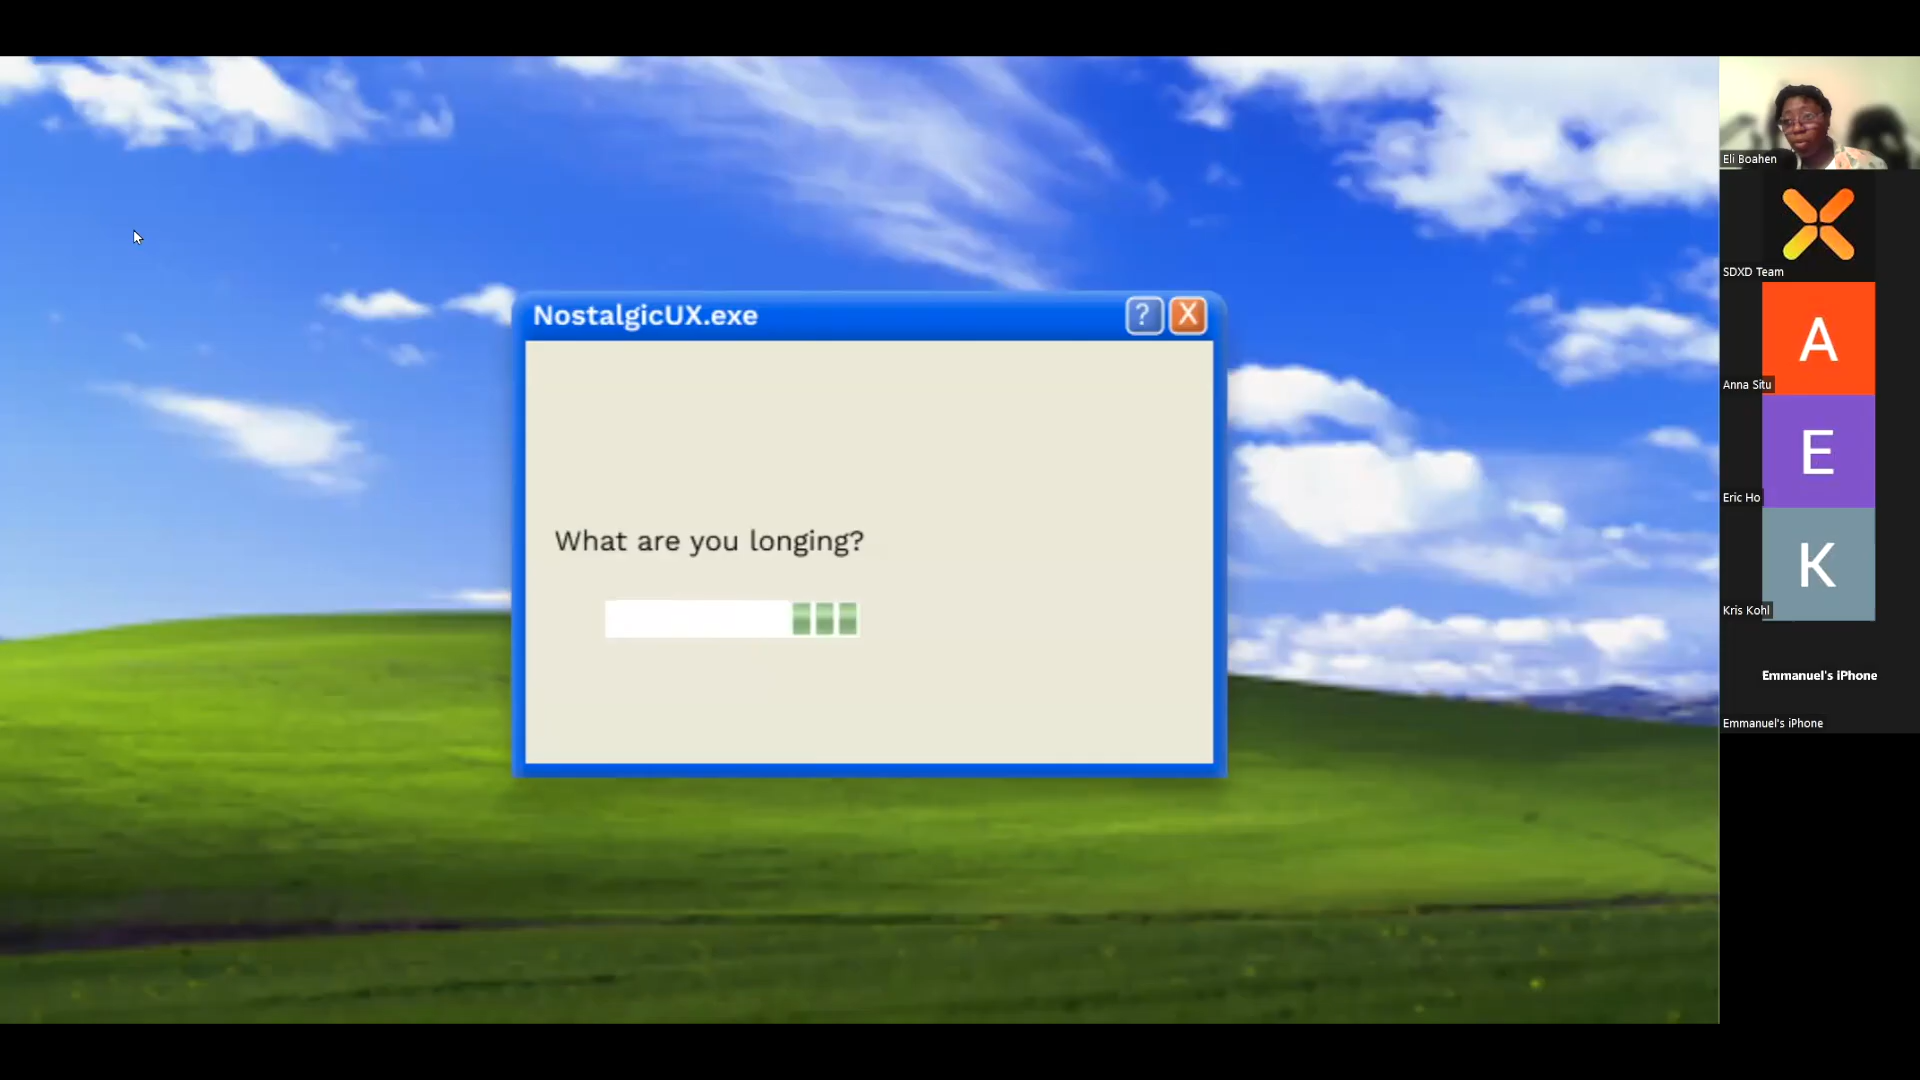 NostalgicUX.exe
? X
What are you longing?
Eli Boahen
SDXD Team
A
Anna Situ
E
Eric Ho
K
Kris Kohl
Emmanuel's iPhone
Emmanuel's iPhone